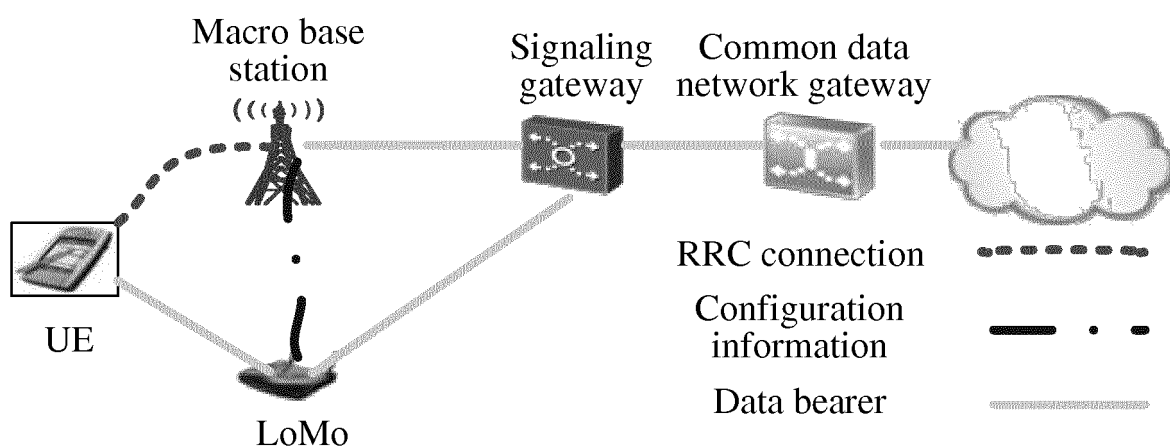 Macro base
station
Signaling
gateway
Common data
network gateway
UE
LoMo
RRC connection
Configuration
information
Data bearer